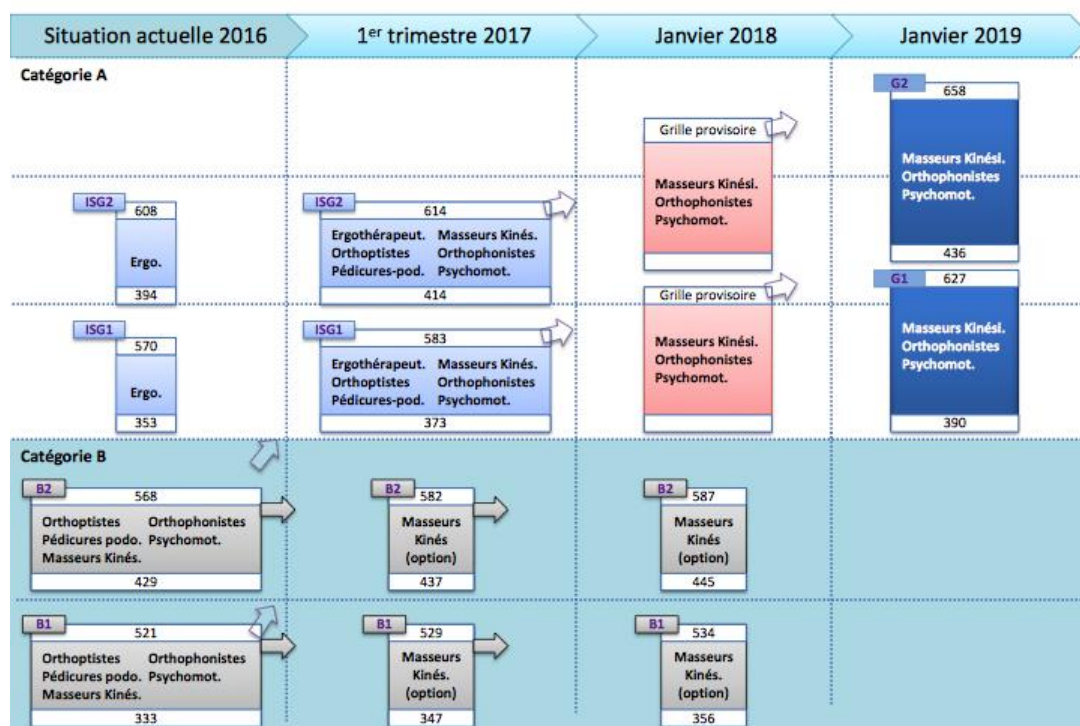 Situation actuelle 2016
1er trimestre 2017
Janvier 2018
Janvier 2019
Catégorie A
ISG2
608
Ergo.
394
ISG1
570
Ergo.
353
ISG2
614
Ergothérapeut. Masseurs Kinés.
Orthoptistes Orthophonistes
Pédicures-pod. Psychomot.
414
ISG1
583
Ergothérapeut. Masseurs Kinés.
Orthoptistes Orthophonistes
Pédicures-pod. Psychomot.
373
Grille provisoire
Masseurs Kinési.
Orthophonistes
Psychomot.
Grille provisoire
Masseurs Kinési.
Orthophonistes
Psychomot.
G2
658
Masseurs Kinési.
Orthophonistes
Psychomot.
436
G1
627
Masseurs Kinési.
Orthophonistes
Psychomot.
390
Catégorie B
B2
568
Orthoptistes Orthophonistes
Pédicures podo. Psychomot.
Masseurs Kinés.
429
B2
582
Masseurs
Kinés
(option)
437
B2
587
Masseurs
Kinés
(option)
445
B1
521
Orthoptistes Orthophonistes
Pédicures podo. Psychomot.
Masseurs Kinés.
333
B1
529
Masseurs
Kinés.
(option)
347
B1
534
Masseurs
Kinés.
(option)
356